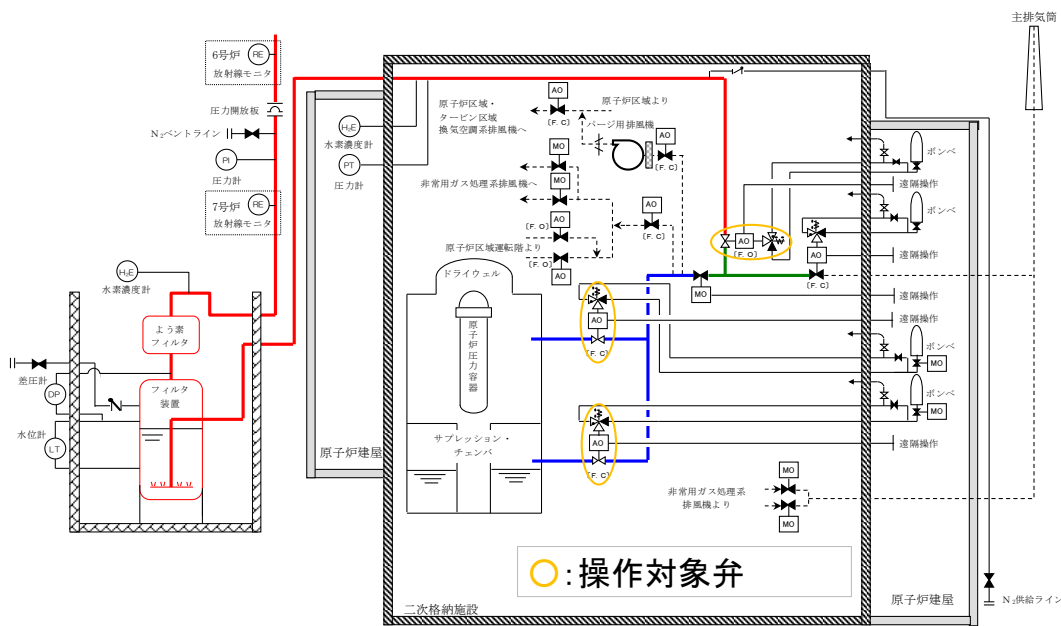 主排気筒
6号炉
放射線モニタ
RE
圧力開放板
N₂ベントライン
PI
圧力計
7号炉
放射線モニタ
RE
H₂E
水素濃度計
よう素
フィルタ
差圧計
DP
フィルタ
装置
水位計
LT
原子炉建屋
H₂E
水素濃度計
PT
圧力計
原子炉区域・
タービン区域
換気空調系排風機へ
AO
(F.C)
原子炉区域より
パージ用排風機
AO
(F.C)
MO
非常用ガス処理系排風機へ
MO
AO
(F.C)
AO
(F.O)
原子炉区域運転階より
(F.O)
AO
ドライウェル
原子炉圧力容器
サプレッション・
チェンバ
AO
(F.C)
AO
(F.C)
AO
(F.O)
MO
AO
(F.C)
ボンベ
遠隔操作
ボンベ
遠隔操作
遠隔操作
遠隔操作
ボンベ
MO
ボンベ
MO
遠隔操作
非常用ガス処理系
排風機より
MO
MO
:操作対象弁
二次格納施設
原子炉建屋
N₂供給ライン